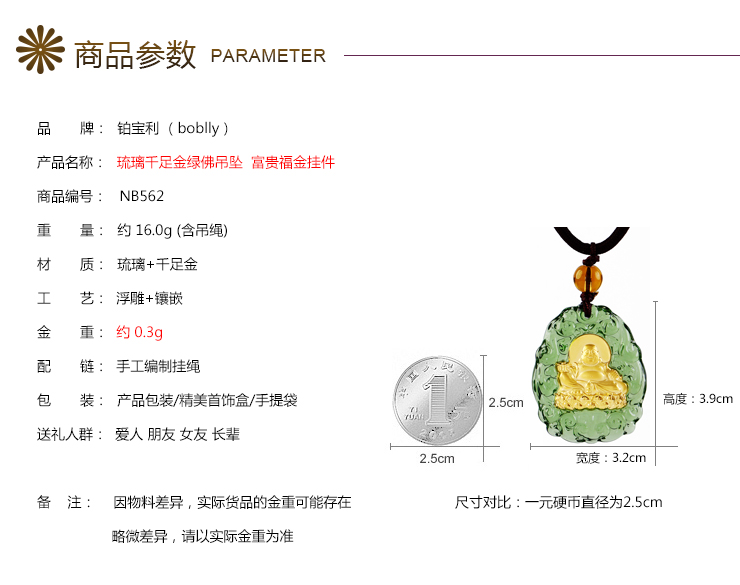 商品参数 PARAMETER
品 牌： 铂宝利 （ boblly ）
产品名称： 琉璃千足金绿佛吊坠 富贵福金挂件
商品编号： NB562
重 量： 约 16.0g (含吊绳)
材 质： 琉璃+千足金
工 艺： 浮雕+镶嵌
金 重： 约 0.3g
配 链： 手工编制挂绳
包 装： 产品包装/精美首饰盒/手提袋
送礼人群： 爱人 朋友 女友 长辈
1
YI
YUAN
2.5cm
2.5cm
高度：3.9cm
宽度：3.2cm
备 注： 因物料差异，实际货品的金重可能存在
略微差异，请以实际金重为准
尺寸对比：一元硬币直径为2.5cm